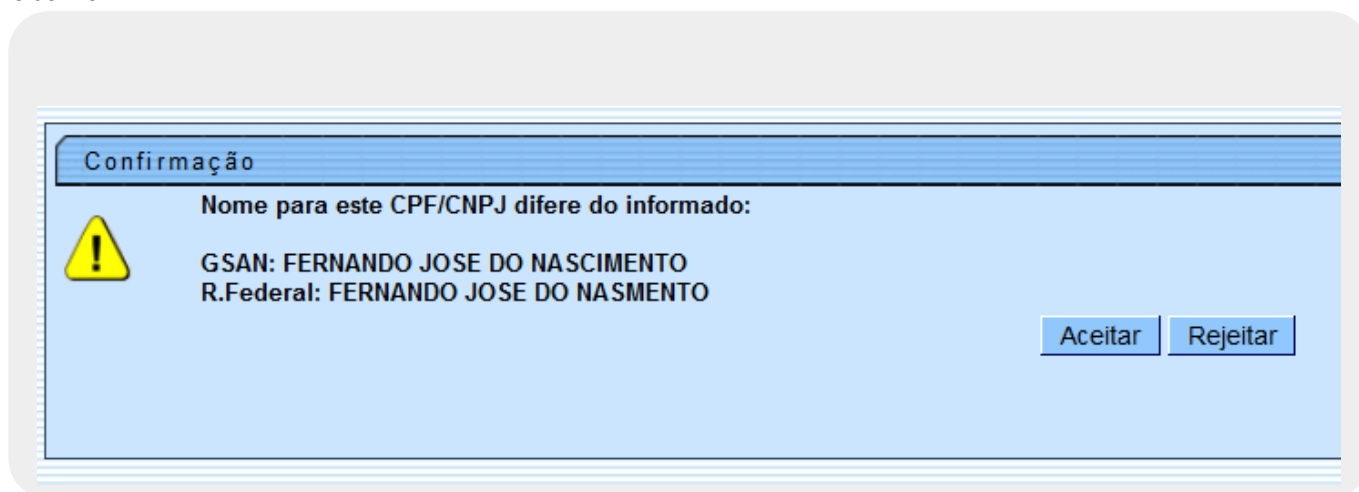 Confirmação
Nome para este CPF/CNPJ difere do informado:
GSAN: FERNANDO JOSE DO NASCIMENTO
R.Federal: FERNANDO JOSE DO NASMENTO
Aceitar Rejeitar